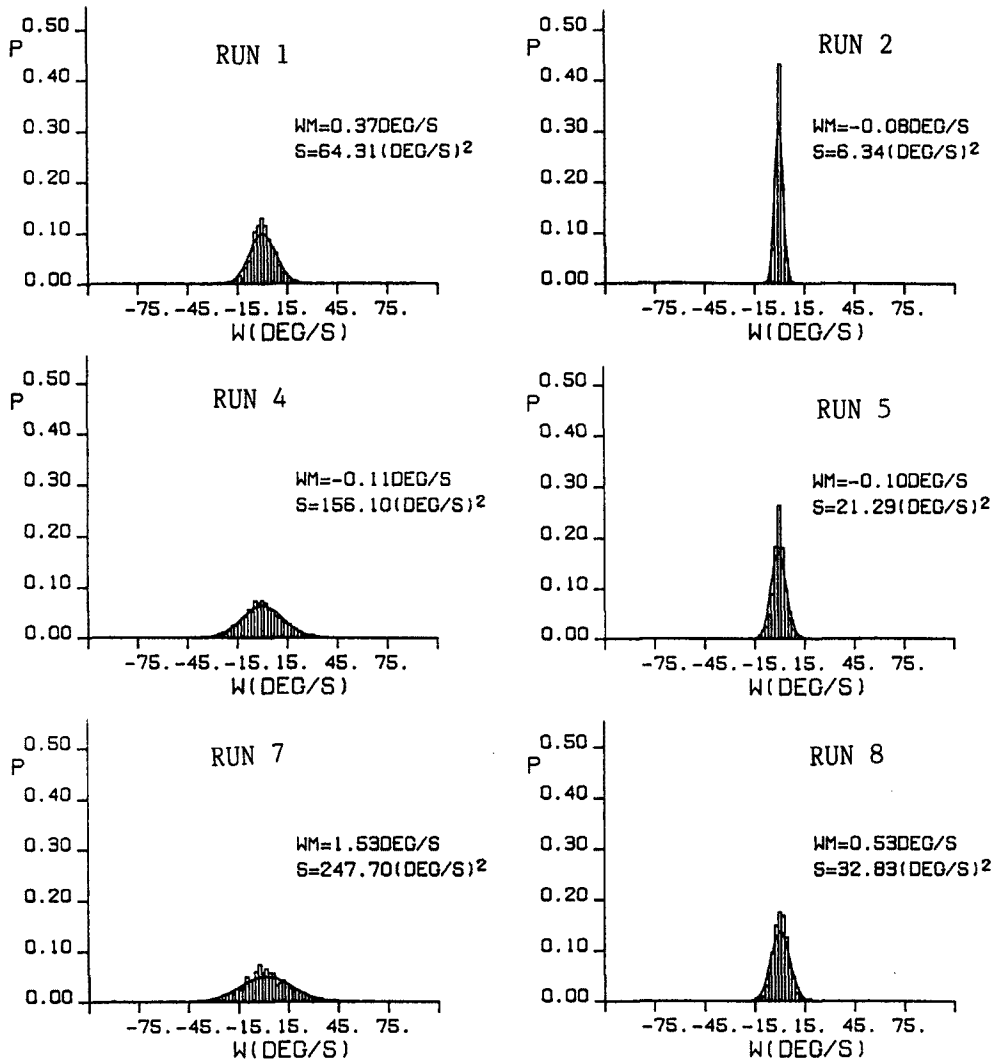 RUN 1
P
0.50
0.40
0.30
0.20
0.10
0.00
WM=0.37DEG/S
S=64.31(DEG/S)2
-75.-45.-15.15. 45. 75.
W(DEG/S)
RUN 2
P
0.50
0.40
0.30
0.20
0.10
0.00
WM=-0.08DEG/S
S=6.34(DEG/S)2
-75.-45.-15.15. 45. 75.
W(DEG/S)
RUN 4
P
0.50
0.40
0.30
0.20
0.10
0.00
WM=-0.11DEG/S
S=156.10(DEG/S)2
-75.-45.-15.15. 45. 75.
W(DEG/S)
RUN 5
P
0.50
0.40
0.30
0.20
0.10
0.00
WM=-0.10DEG/S
S=21.29(DEG/S)2
-75.-45.-15.15. 45. 75.
W(DEG/S)
RUN 7
P
0.50
0.40
0.30
0.20
0.10
0.00
WM=1.53DEG/S
S=247.70(DEG/S)2
-75.-45.-15.15. 45. 75.
W(DEG/S)
RUN 8
P
0.50
0.40
0.30
0.20
0.10
0.00
WM=0.53DEG/S
S=32.83(DEG/S)2
-75.-45.-15.15. 45. 75.
W(DEG/S)